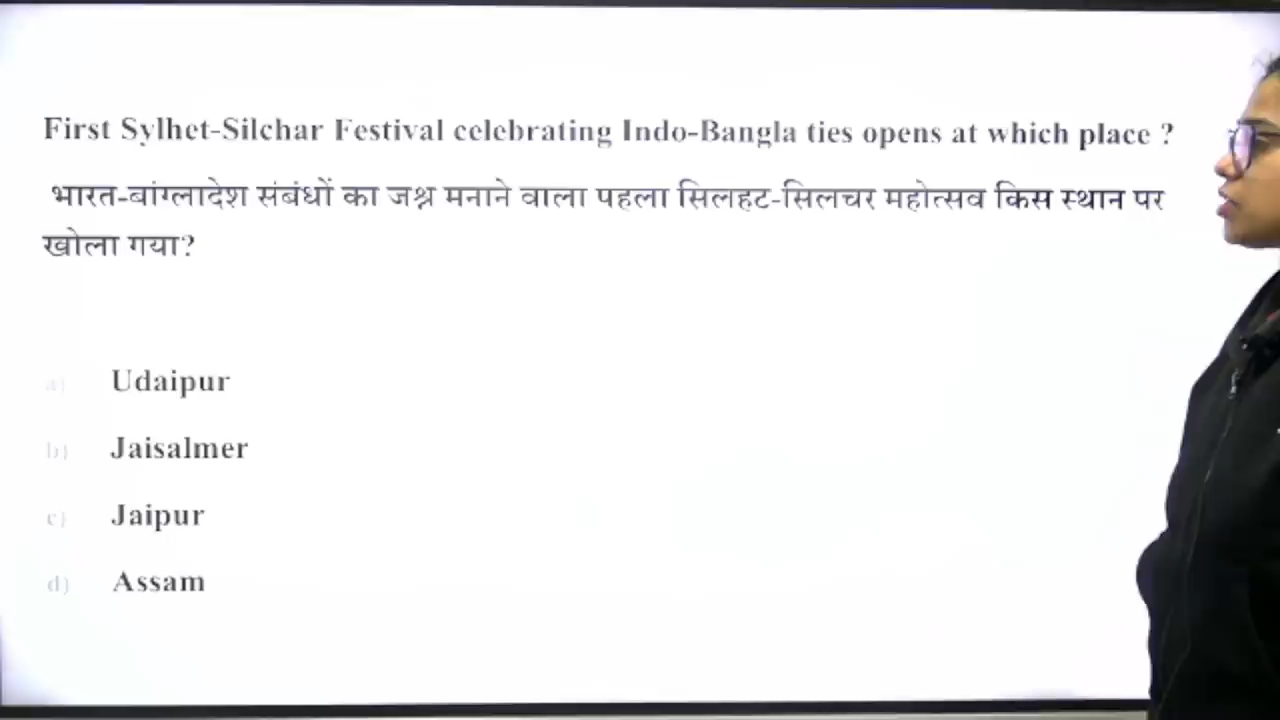 First Sylhet-Silchar Festival celebrating Indo-Bangla ties opens at which place ?
भारत-बांग्लादेश संबंधों का जश्न मनाने वाला पहला सिलहट-सिलचर महोत्सव किस स्थान पर
खोला गया?
a) Udaipur
b) Jaisalmer
c) Jaipur
d) Assam